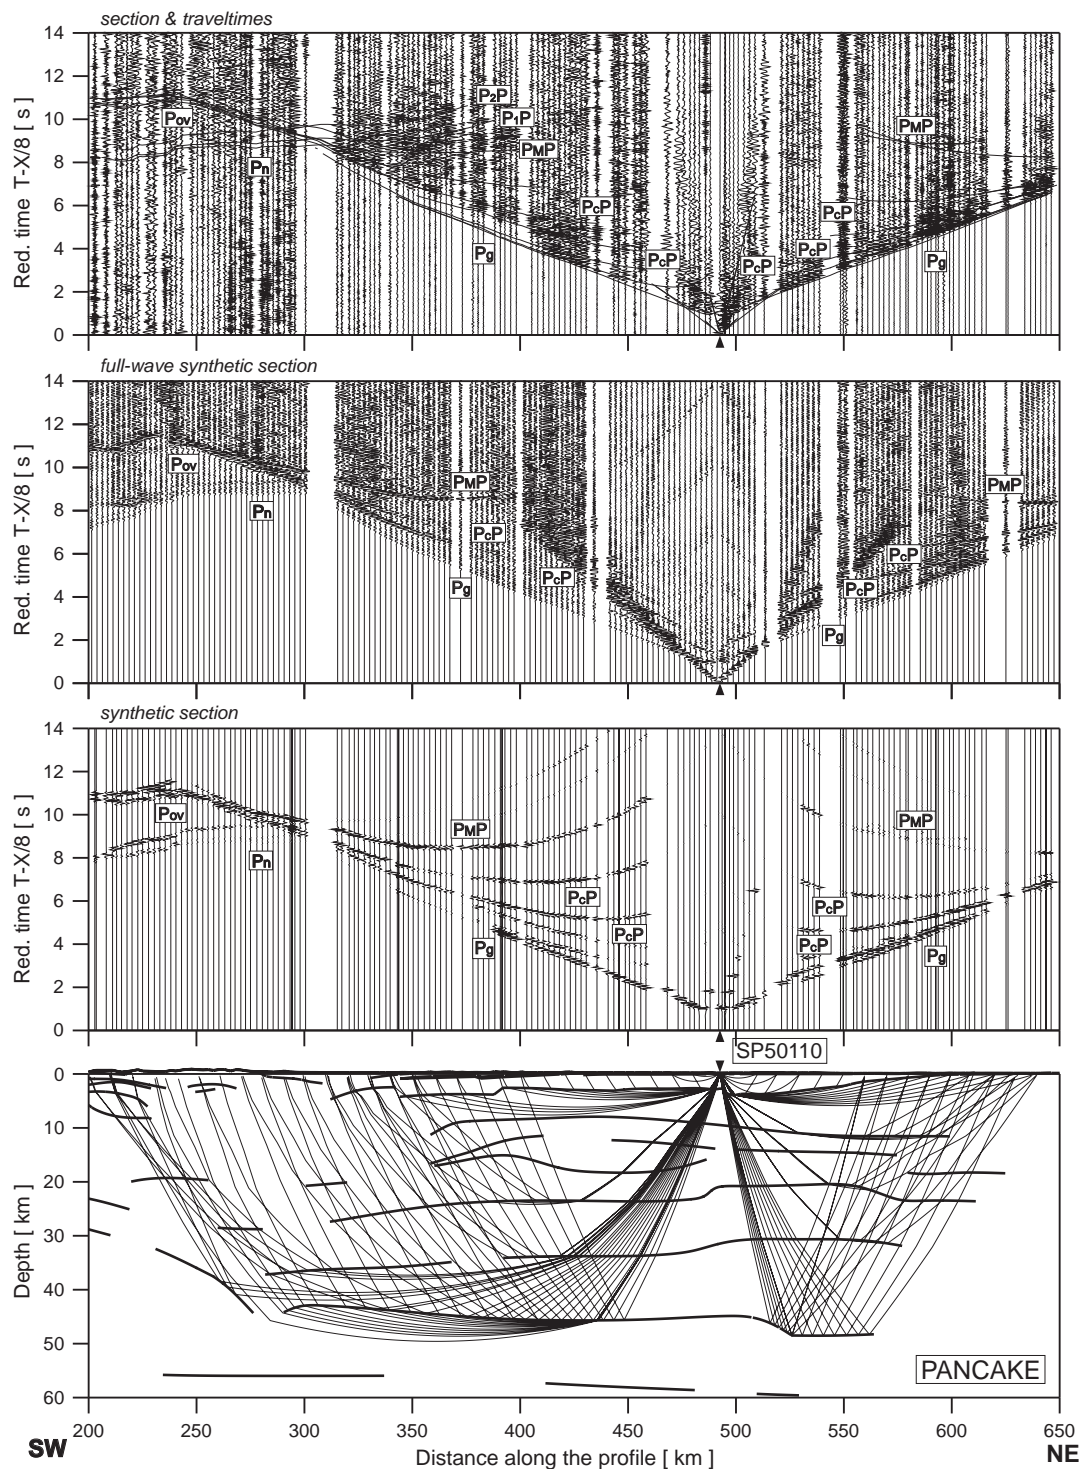 section & traveltimes
14
12
10
8
6
4
2
0
Red. time T-X/8 [ s ]
P2P
Pov
P1P
PMP
PMP
Pn
PcP
PcP
PcP
Pg
PcP
PcP
Pg
full-wave synthetic section
14
12
10
8
6
4
2
0
Red. time T-X/8 [ s ]
Pov
PMP
PMP
Pn
PcP
PcP
PcP
Pg
PcP
Pg
synthetic section
14
12
10
8
6
4
2
0
Red. time T-X/8 [ s ]
Pov
PMP
PMP
Pn
PcP
PcP
PcP
PcP
Pg
Pg
SP50110
0
10
20
30
40
50
60
Depth [ km ]
PANCAKE
200 250 300 350 400 450 500 550 600 650
SW Distance along the profile [ km ] NE